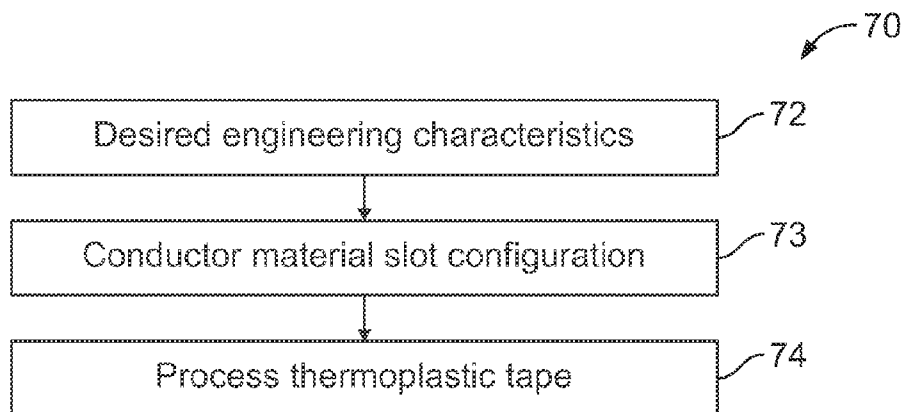 70
Desired engineering characteristics
72
Conductor material slot configuration
73
Process thermoplastic tape
74